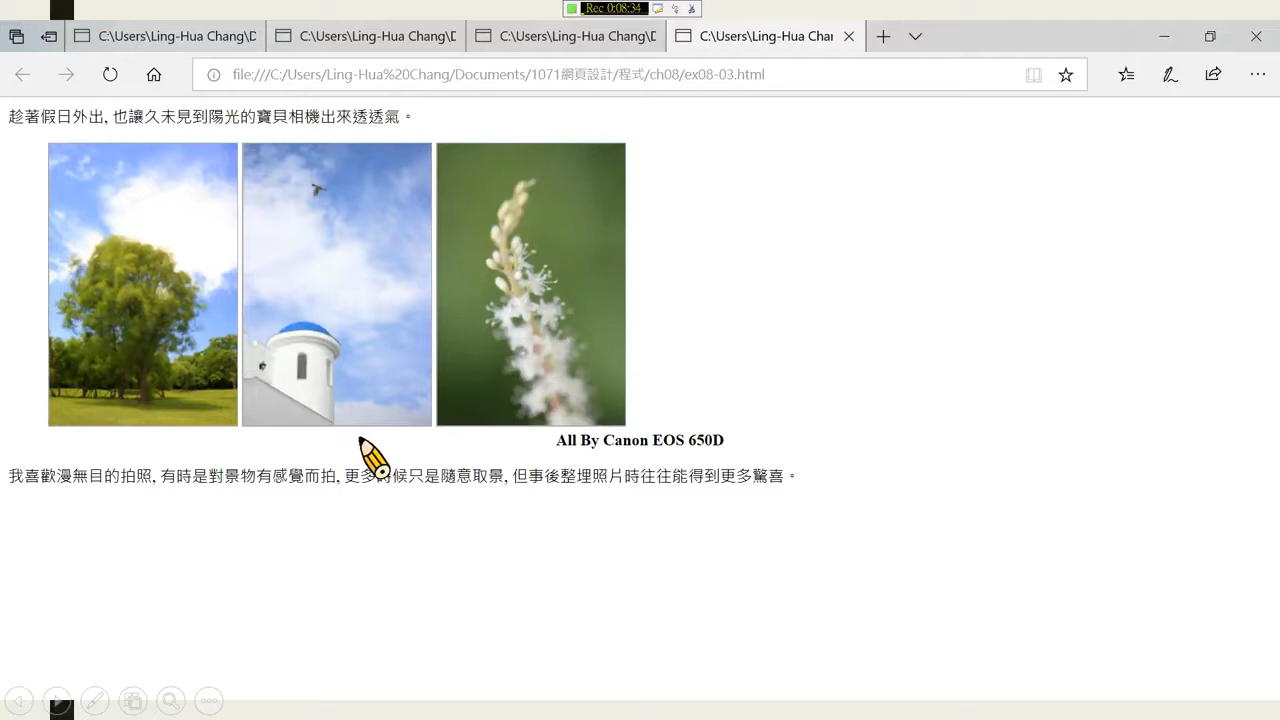 Rec 0:08:34
C:\Users\Ling-Hua Chang\D
C:\Users\Ling-Hua Chang\D
C:\Users\Ling-Hua Chang\D
C:\Users\Ling-Hua Chan
file:///C:/Users/Ling-Hua%20Chang/Documents/1071網頁設計/程式/ch08/ex08-03.html
趁著假日外出, 也讓久未見到陽光的寶貝相機出來透透氣。
All By Canon EOS 650D
我喜歡漫無目的拍照, 有時是對景物有感覺而拍, 更多時候只是隨意取景, 但事後整理照片時往往能得到更多驚喜。